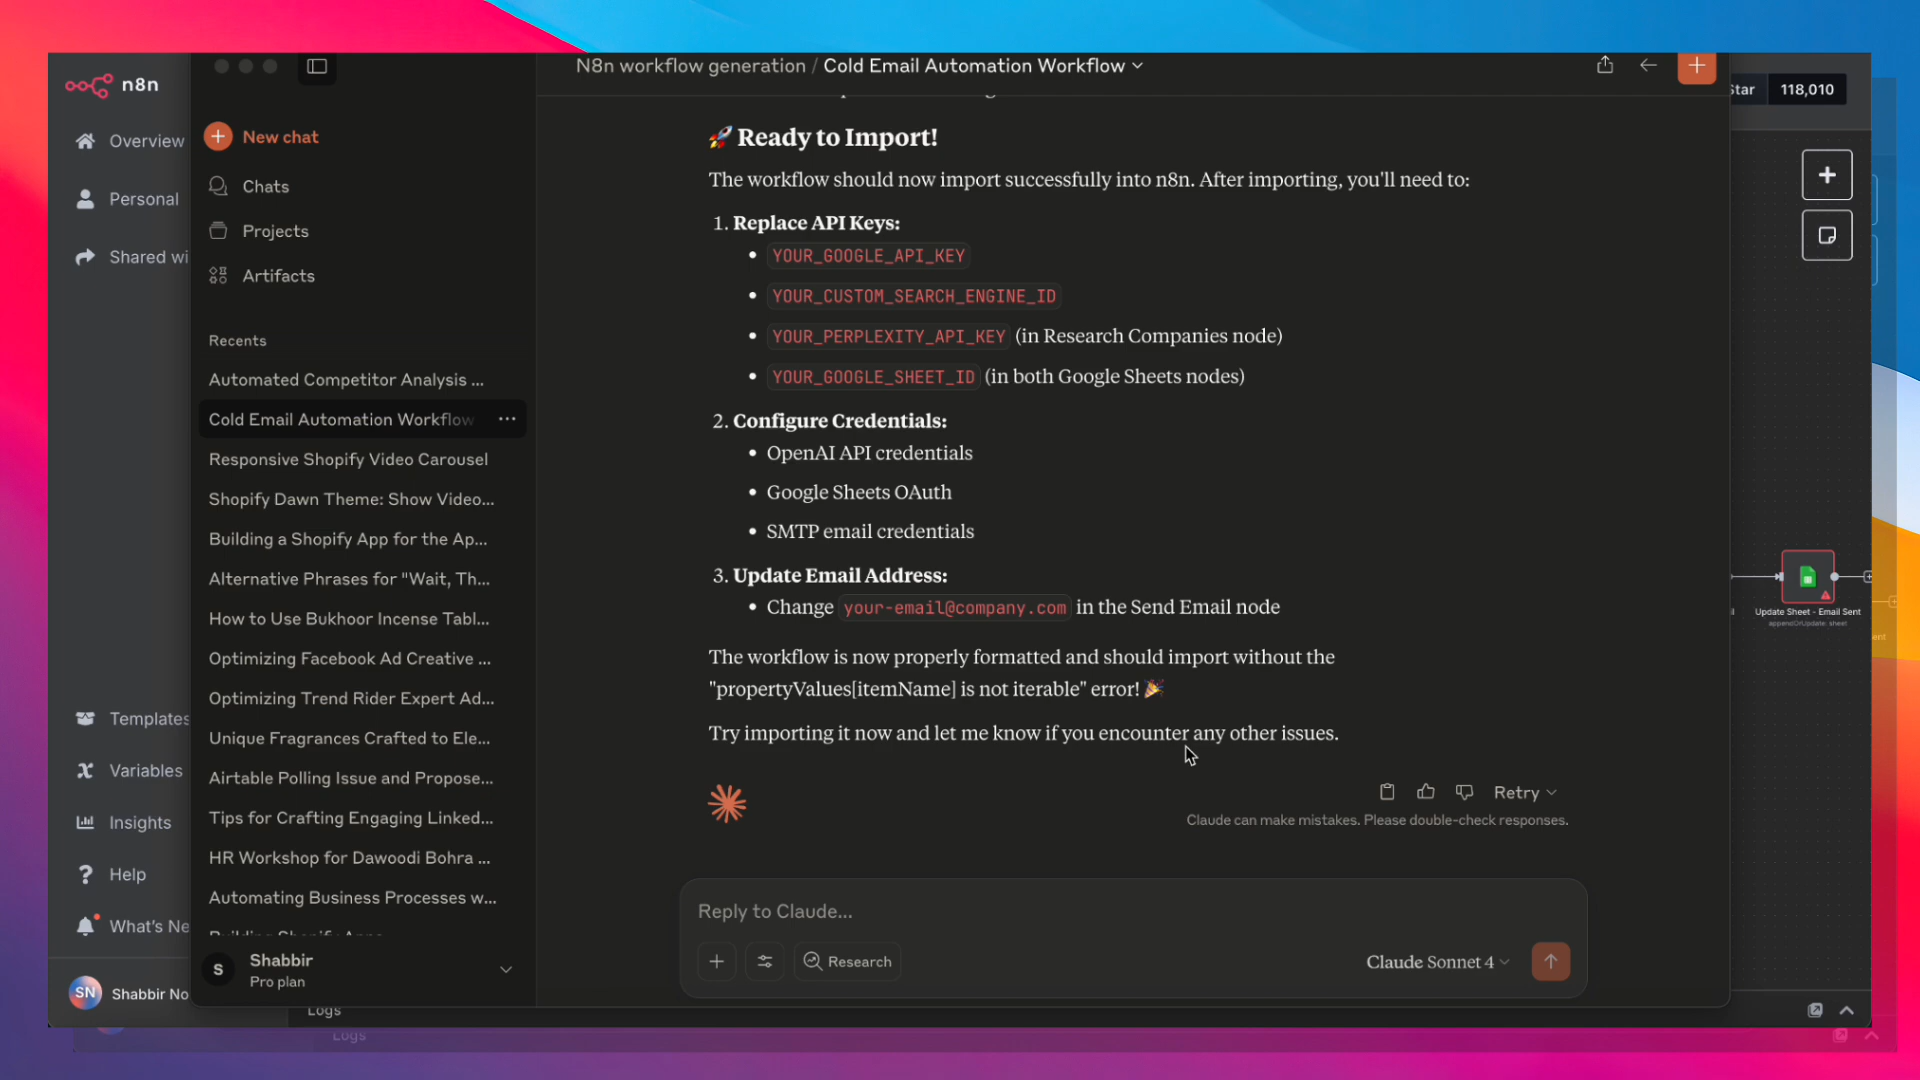 n8n
Overview
Personal
Shared wi
Templates
Variables
Insights
Help
What's Ne
SN
Shabbir No
New chat
Chats
Projects
Artifacts
Recents
Automated Competitor Analysis ...
Cold Email Automation Workflow
Responsive Shopify Video Carousel
Shopify Dawn Theme: Show Video...
Building a Shopify App for the Ap...
Alternative Phrases for "Wait, Th...
How to Use Bukhoor Incense Tabl...
Optimizing Facebook Ad Creative ...
Optimizing Trend Rider Expert Ad...
Unique Fragrances Crafted to Ele...
Airtable Polling Issue and Propose...
Tips for Crafting Engaging Linked...
HR Workshop for Dawoodi Bohra ...
Automating Business Processes w...
S
Shabbir
Pro plan
N8n workflow generation / Cold Email Automation Workflow
🚀 Ready to Import!
The workflow should now import successfully into n8n. After importing, you'll need to:
1. Replace API Keys:
• YOUR_GOOGLE_API_KEY
• YOUR_CUSTOM_SEARCH_ENGINE_ID
• YOUR_PERPLEXITY_API_KEY (in Research Companies node)
• YOUR_GOOGLE_SHEET_ID (in both Google Sheets nodes)
2. Configure Credentials:
• OpenAI API credentials
• Google Sheets OAuth
• SMTP email credentials
3. Update Email Address:
• Change your-email@company.com in the Send Email node
The workflow is now properly formatted and should import without the
"propertyValues[itemName] is not iterable" error! 🎉
Try importing it now and let me know if you encounter any other issues.
Retry
Claude can make mistakes. Please double-check responses.
Reply to Claude...
Research
Claude Sonnet 4
Star
118,010
Update Sheet - Email Sent
appendOrUpdate: sheet
Logs
Logs